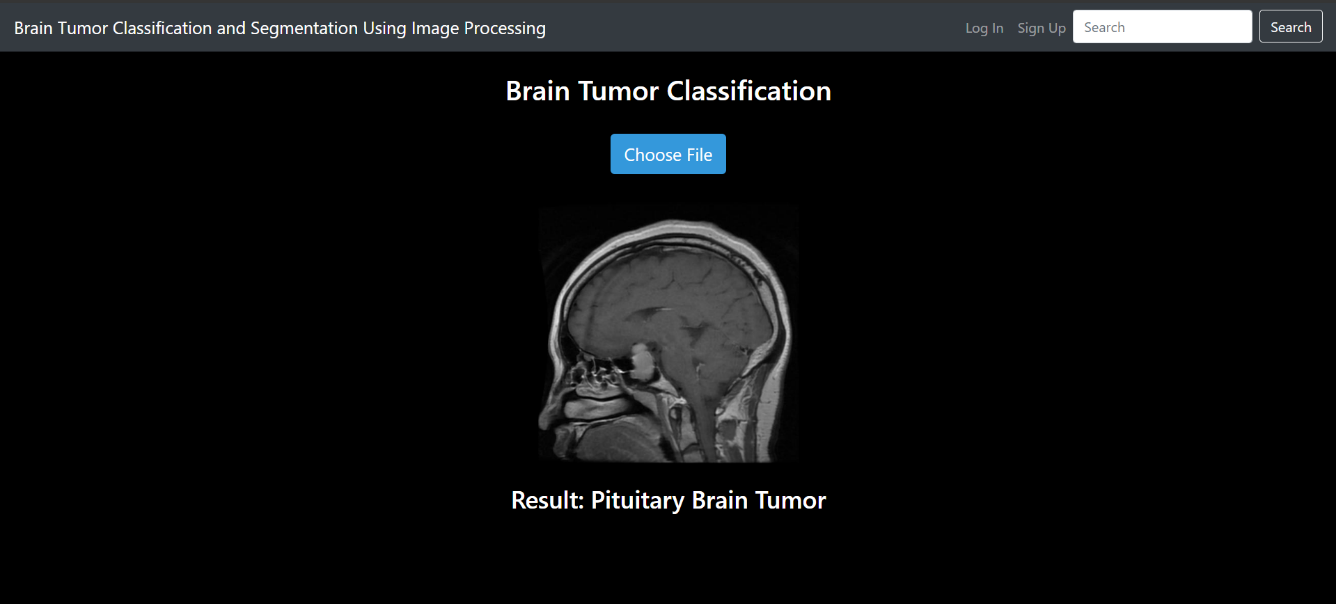 Brain Tumor Classification and Segmentation Using Image Processing
Log In
Sign Up
Search
Search
Brain Tumor Classification
Choose File
Result: Pituitary Brain Tumor